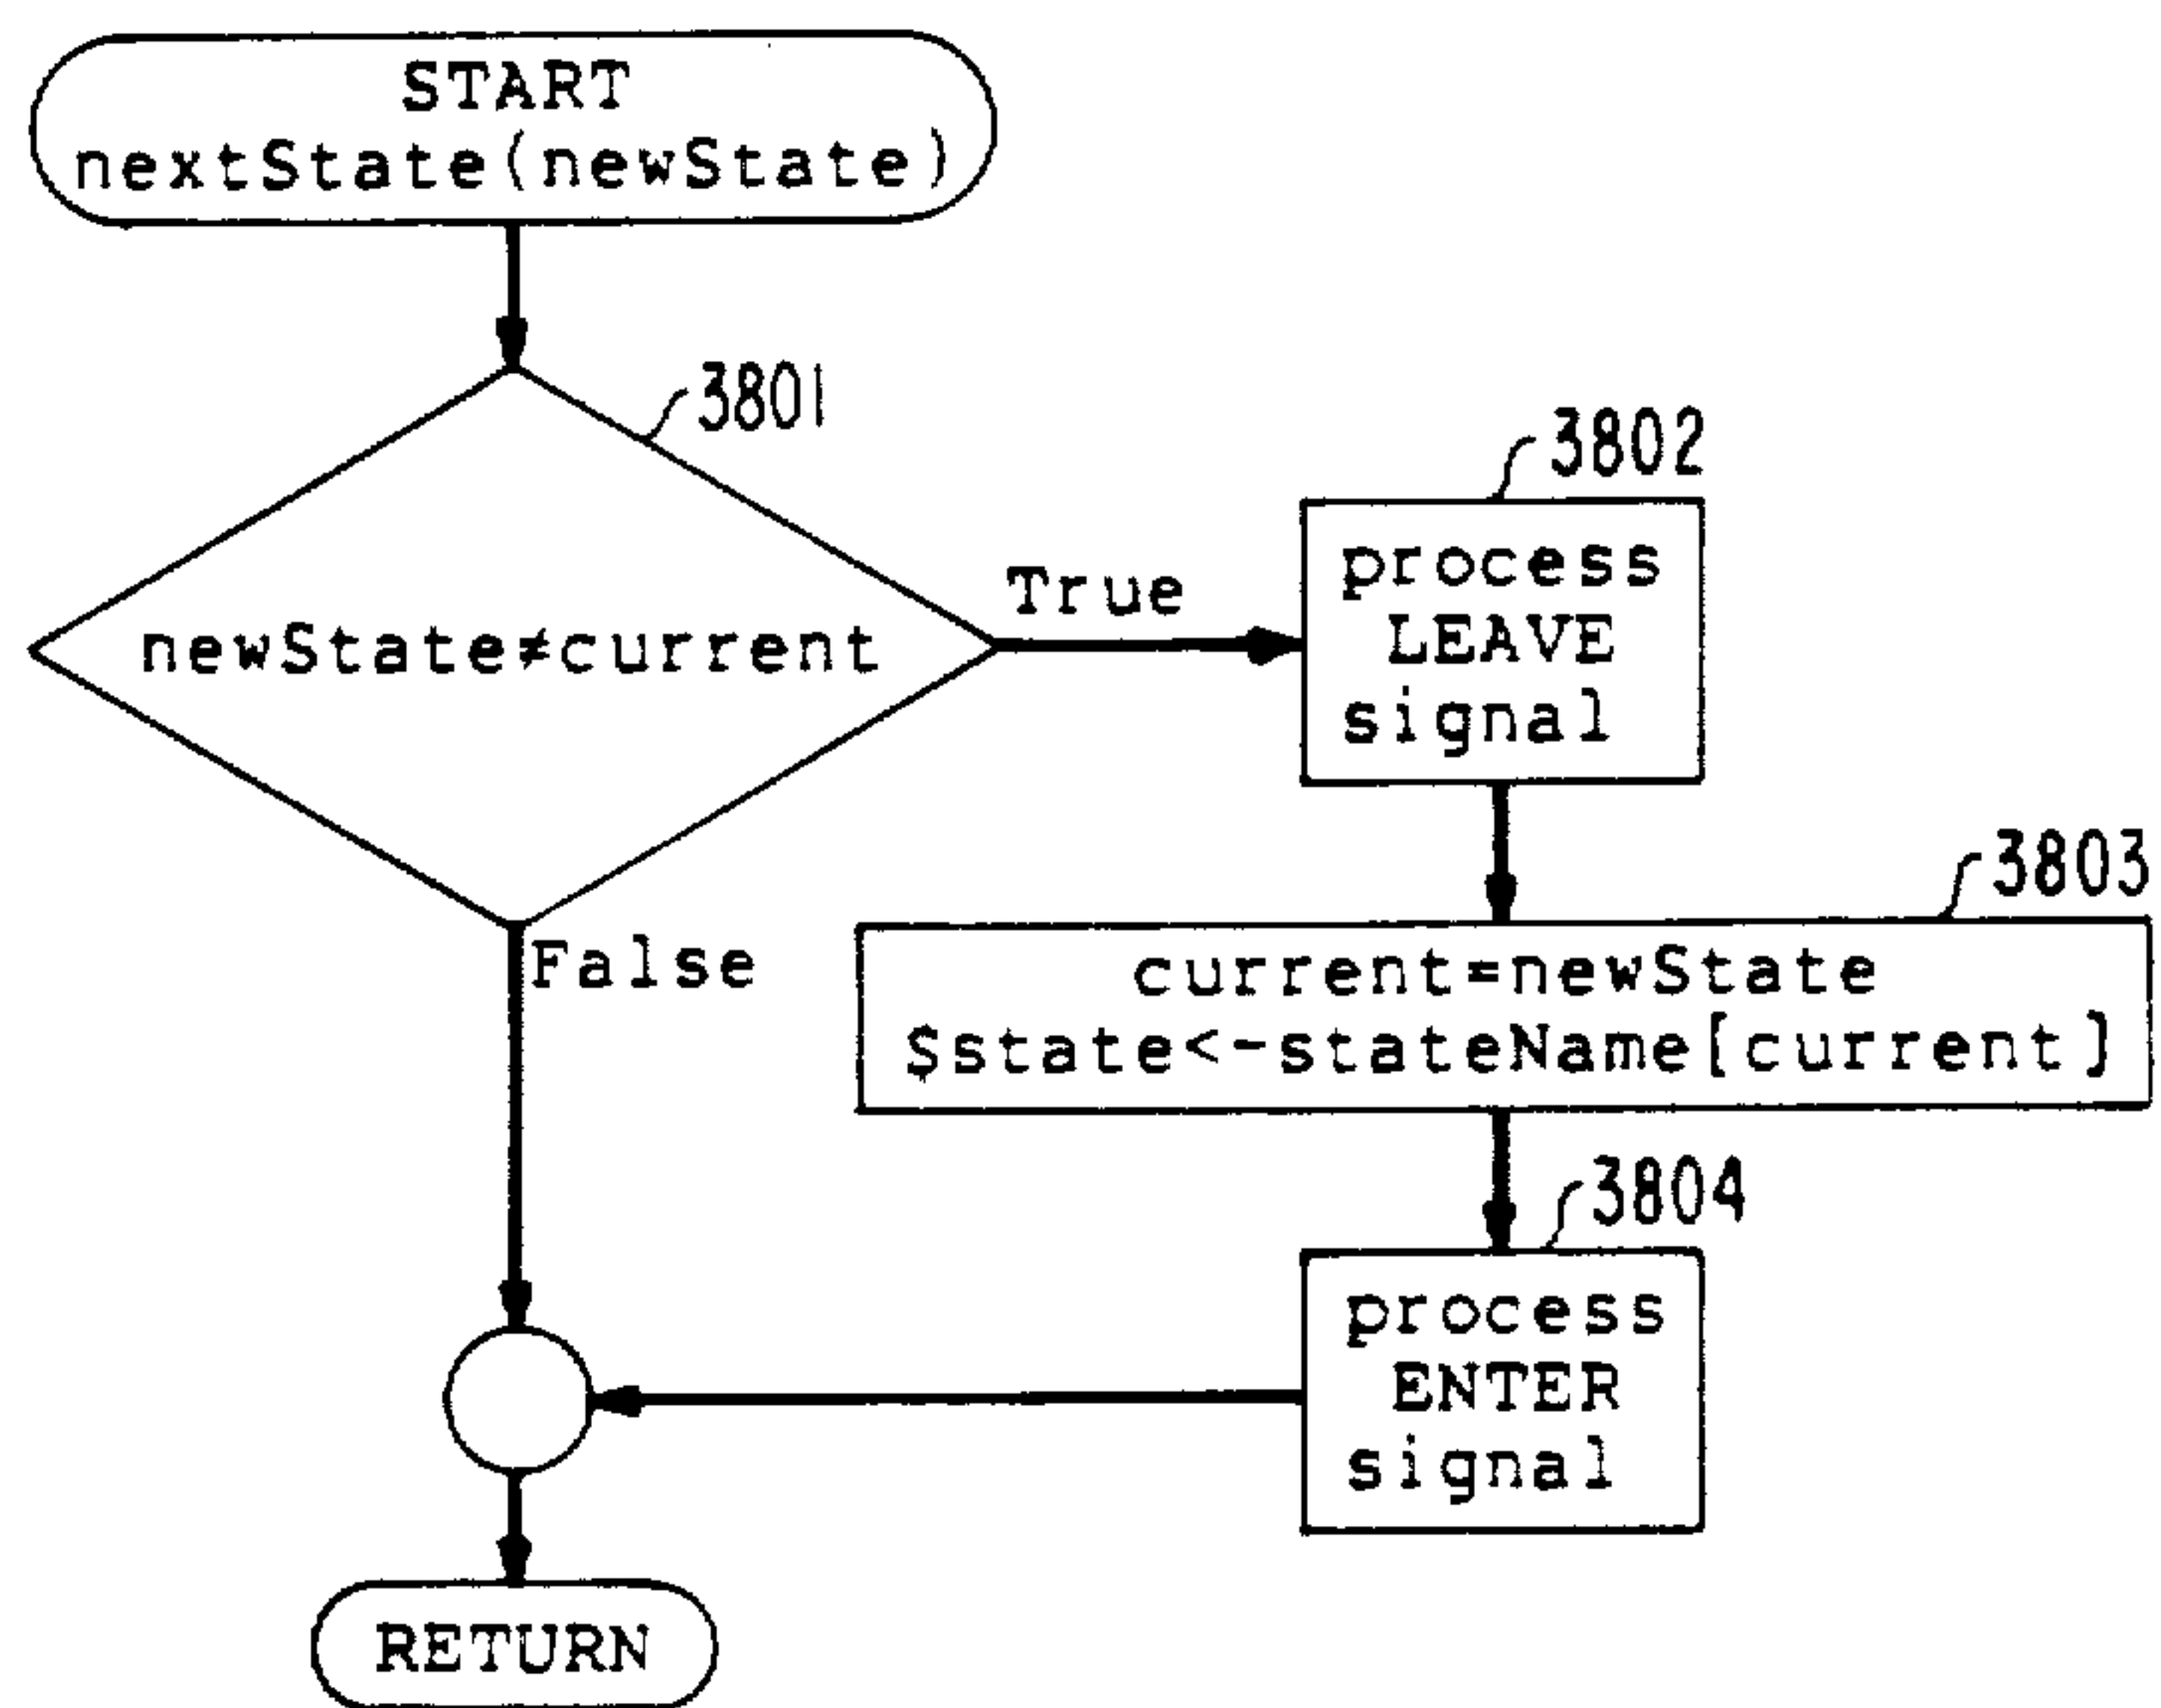 START
nextState(newState)
3801
3802
process
LEAVE
signal
True
newState≠current
3803
False
current=newState
$state<-stateName[current]
3804
process
ENTER
signal
RETURN